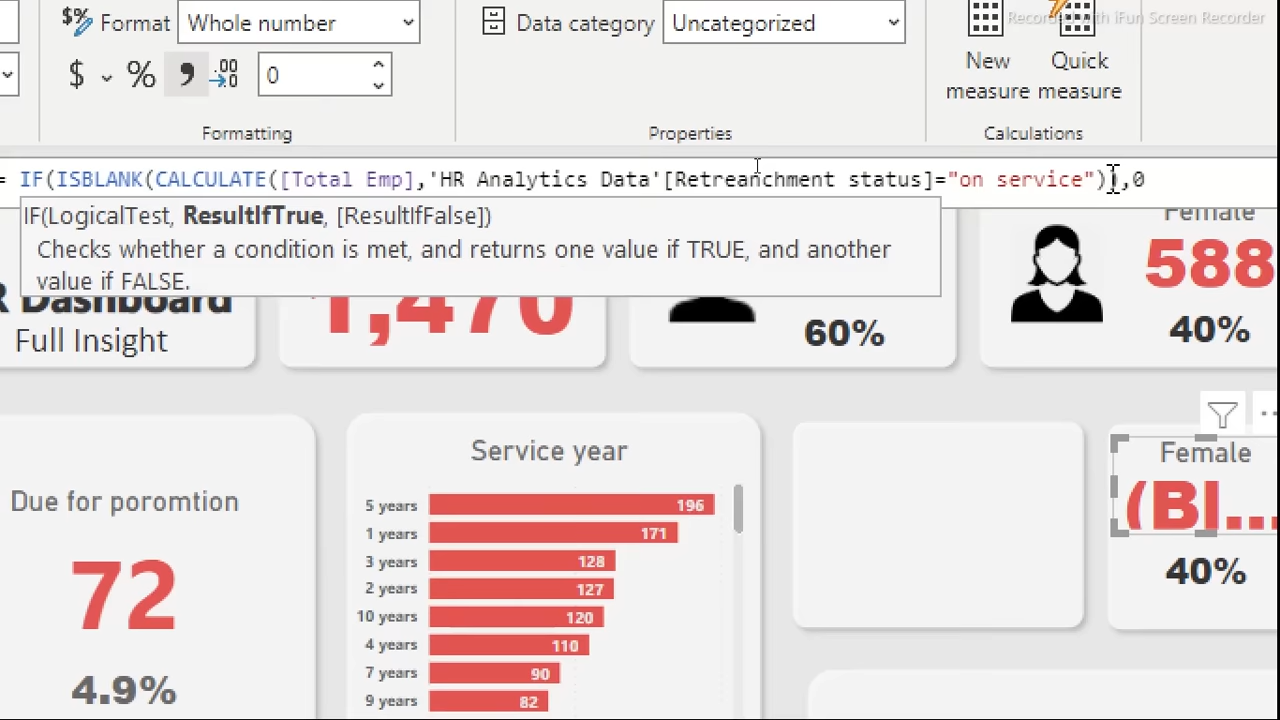 Recorded with iFun Screen Recorder
Format Whole number
Data category Uncategorized
$ % , .00 .0 0
New measure
Quick measure
Formatting
Properties
Calculations
= IF(ISBLANK(CALCULATE([Total Emp],'HR Analytics Data'[Retreanchment status]="on service")),0
IF(LogicalTest, ResultIfTrue, [ResultIfFalse])
Checks whether a condition is met, and returns one value if TRUE, and another
value if FALSE.
R Dashboard
Full Insight
1,470
60%
Female
588
40%
Due for poromtion
72
4.9%
Service year
5 years 196
1 years 171
3 years 128
2 years 127
10 years 120
4 years 110
7 years 90
9 years 82
Female
(Bl...
40%